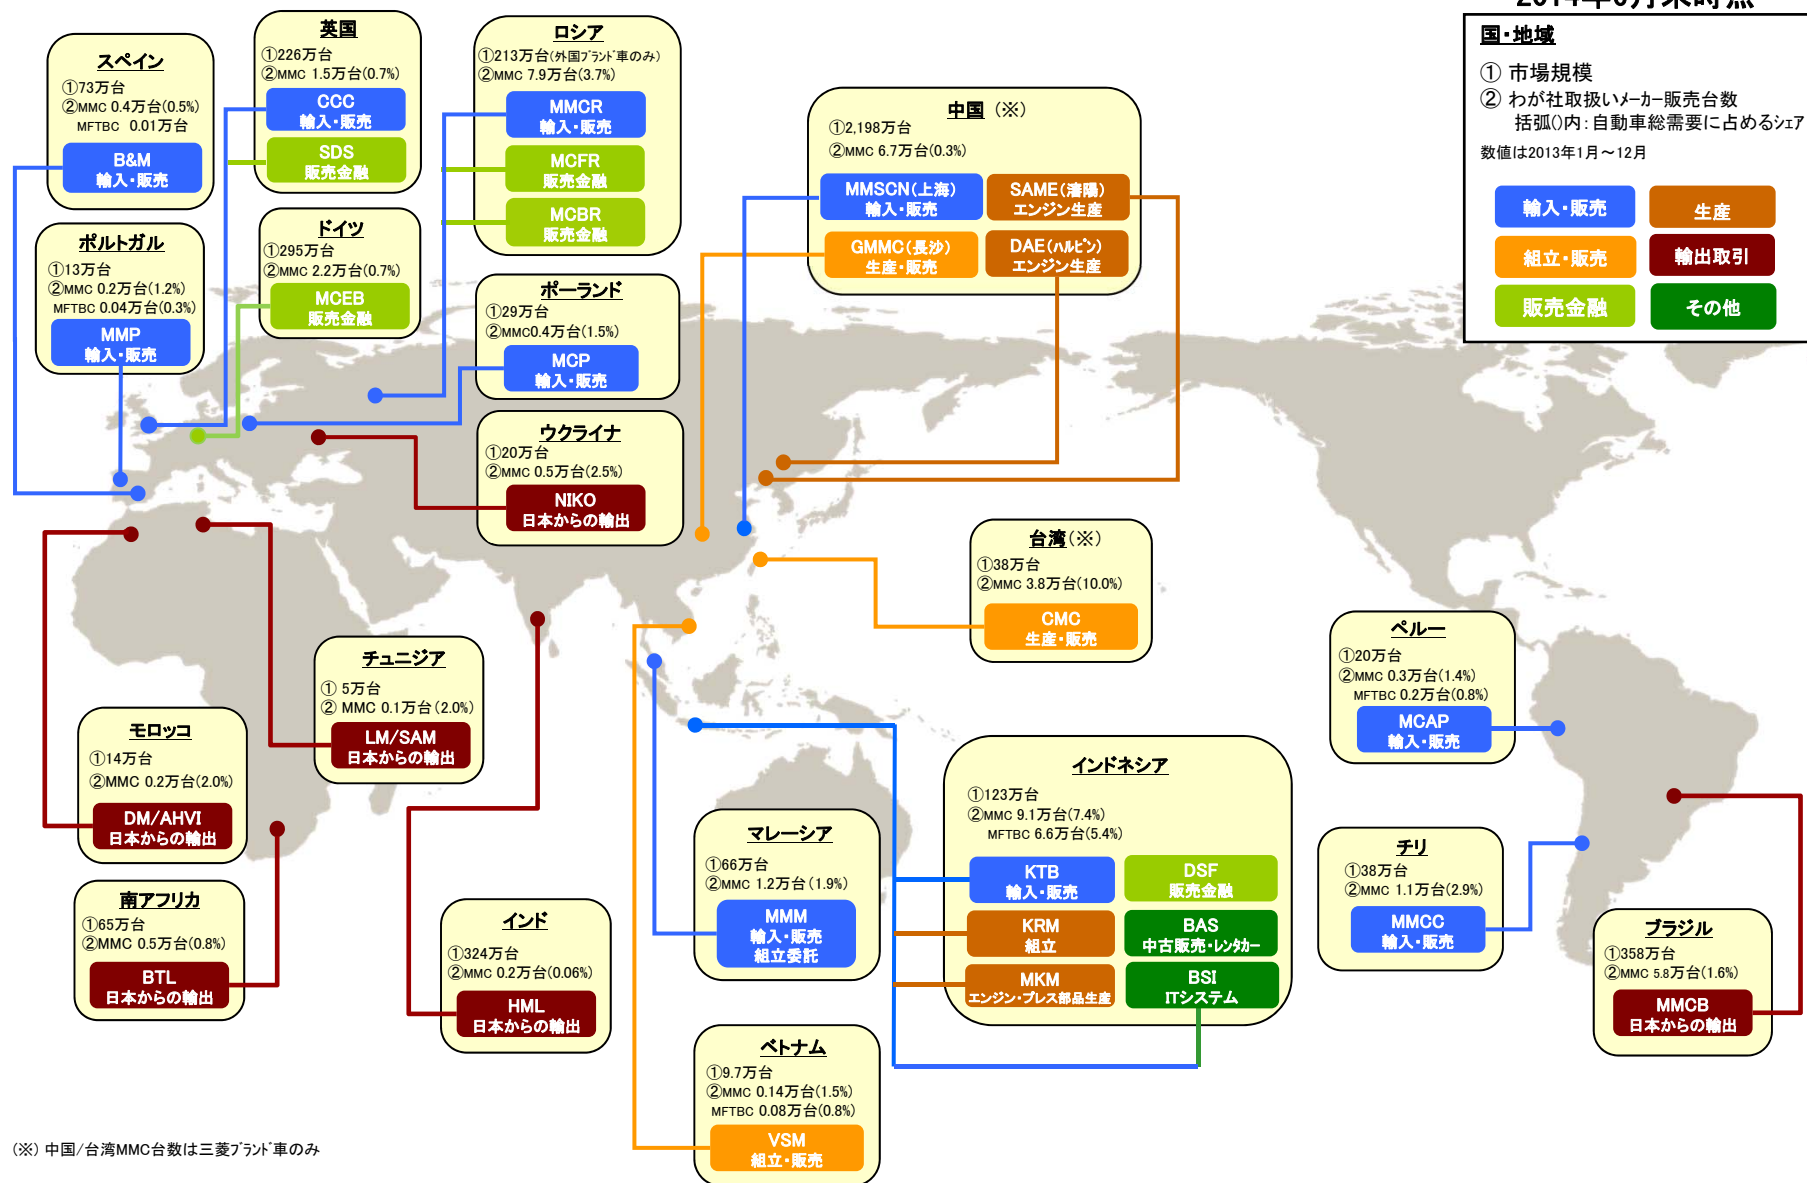 2014年6月末時点
国・地域
① 市場規模
② わが社取扱いメーカー販売台数
括弧()内:自動車総需要に占めるシェア
数値は2013年1月～12月
輸入・販売
生産
組立・販売
輸出取引
販売金融
その他
スペイン
①73万台
②MMC 0.4万台(0.5%)
MFTBC 0.01万台
B&M
輸入・販売
英国
①226万台
②MMC 1.5万台(0.7%)
CCC
輸入・販売
SDS
販売金融
ロシア
①213万台(外国ブランド車のみ)
②MMC 7.9万台(3.7%)
MMCR
輸入・販売
MCFR
販売金融
MCBR
販売金融
中国 (※)
①2,198万台
②MMC 6.7万台(0.3%)
MMSCN(上海)
輸入・販売
SAME(瀋陽)
エンジン生産
GMMC(長沙)
生産・販売
DAE(ハルビン)
エンジン生産
ポルトガル
①13万台
②MMC 0.2万台(1.2%)
MFTBC 0.04万台(0.3%)
MMP
輸入・販売
ドイツ
①295万台
②MMC 2.2万台(0.7%)
MCEB
販売金融
ポーランド
①29万台
②MMC0.4万台(1.5%)
MCP
輸入・販売
ウクライナ
①20万台
②MMC 0.5万台(2.5%)
NIKO
日本からの輸出
台湾(※)
①38万台
②MMC 3.8万台(10.0%)
CMC
生産・販売
チュニジア
① 5万台
② MMC 0.1万台(2.0%)
LM/SAM
日本からの輸出
モロッコ
①14万台
②MMC 0.2万台(2.0%)
DM/AHVI
日本からの輸出
南アフリカ
①65万台
②MMC 0.5万台(0.8%)
BTL
日本からの輸出
インド
①324万台
②MMC 0.2万台(0.06%)
HML
日本からの輸出
マレーシア
①66万台
②MMC 1.2万台(1.9%)
MMM
輸入・販売
組立委託
インドネシア
①123万台
②MMC 9.1万台(7.4%)
MFTBC 6.6万台(5.4%)
KTB
輸入・販売
DSF
販売金融
KRM
組立
BAS
中古販売・レンタカー
MKM
エンジン・プレス部品生産
BSI
ITシステム
ベトナム
①9.7万台
②MMC 0.14万台(1.5%)
MFTBC 0.08万台(0.8%)
VSM
組立・販売
ペルー
①20万台
②MMC 0.3万台(1.4%)
MFTBC 0.2万台(0.8%)
MCAP
輸入・販売
チリ
①38万台
②MMC 1.1万台(2.9%)
MMCC
輸入・販売
ブラジル
①358万台
②MMC 5.8万台(1.6%)
MMCB
日本からの輸出
(※) 中国/台湾MMC台数は三菱ブランド車のみ